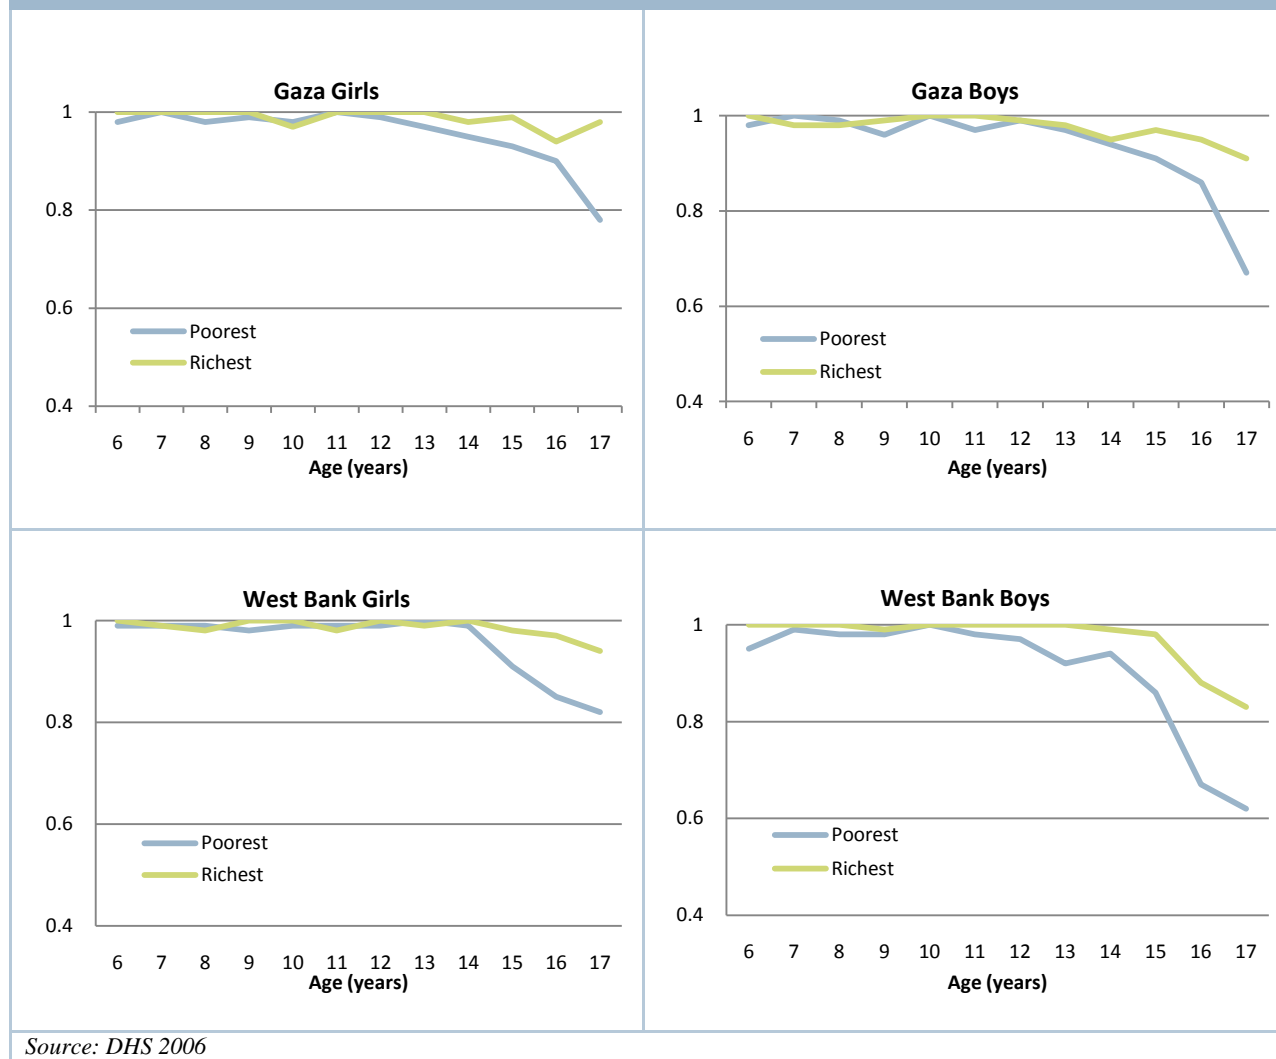 Gaza Girls
1
0.8
0.6
0.4
Poorest
Richest
6 7 8 9 10 11 12 13 14 15 16 17
Age (years)
Gaza Boys
1
0.8
0.6
0.4
Poorest
Richest
6 7 8 9 10 11 12 13 14 15 16 17
Age (years)
West Bank Girls
1
0.8
0.6
0.4
Poorest
Richest
6 7 8 9 10 11 12 13 14 15 16 17
Age (years)
West Bank Boys
1
0.8
0.6
0.4
Poorest
Richest
6 7 8 9 10 11 12 13 14 15 16 17
Age (years)
Source: DHS 2006